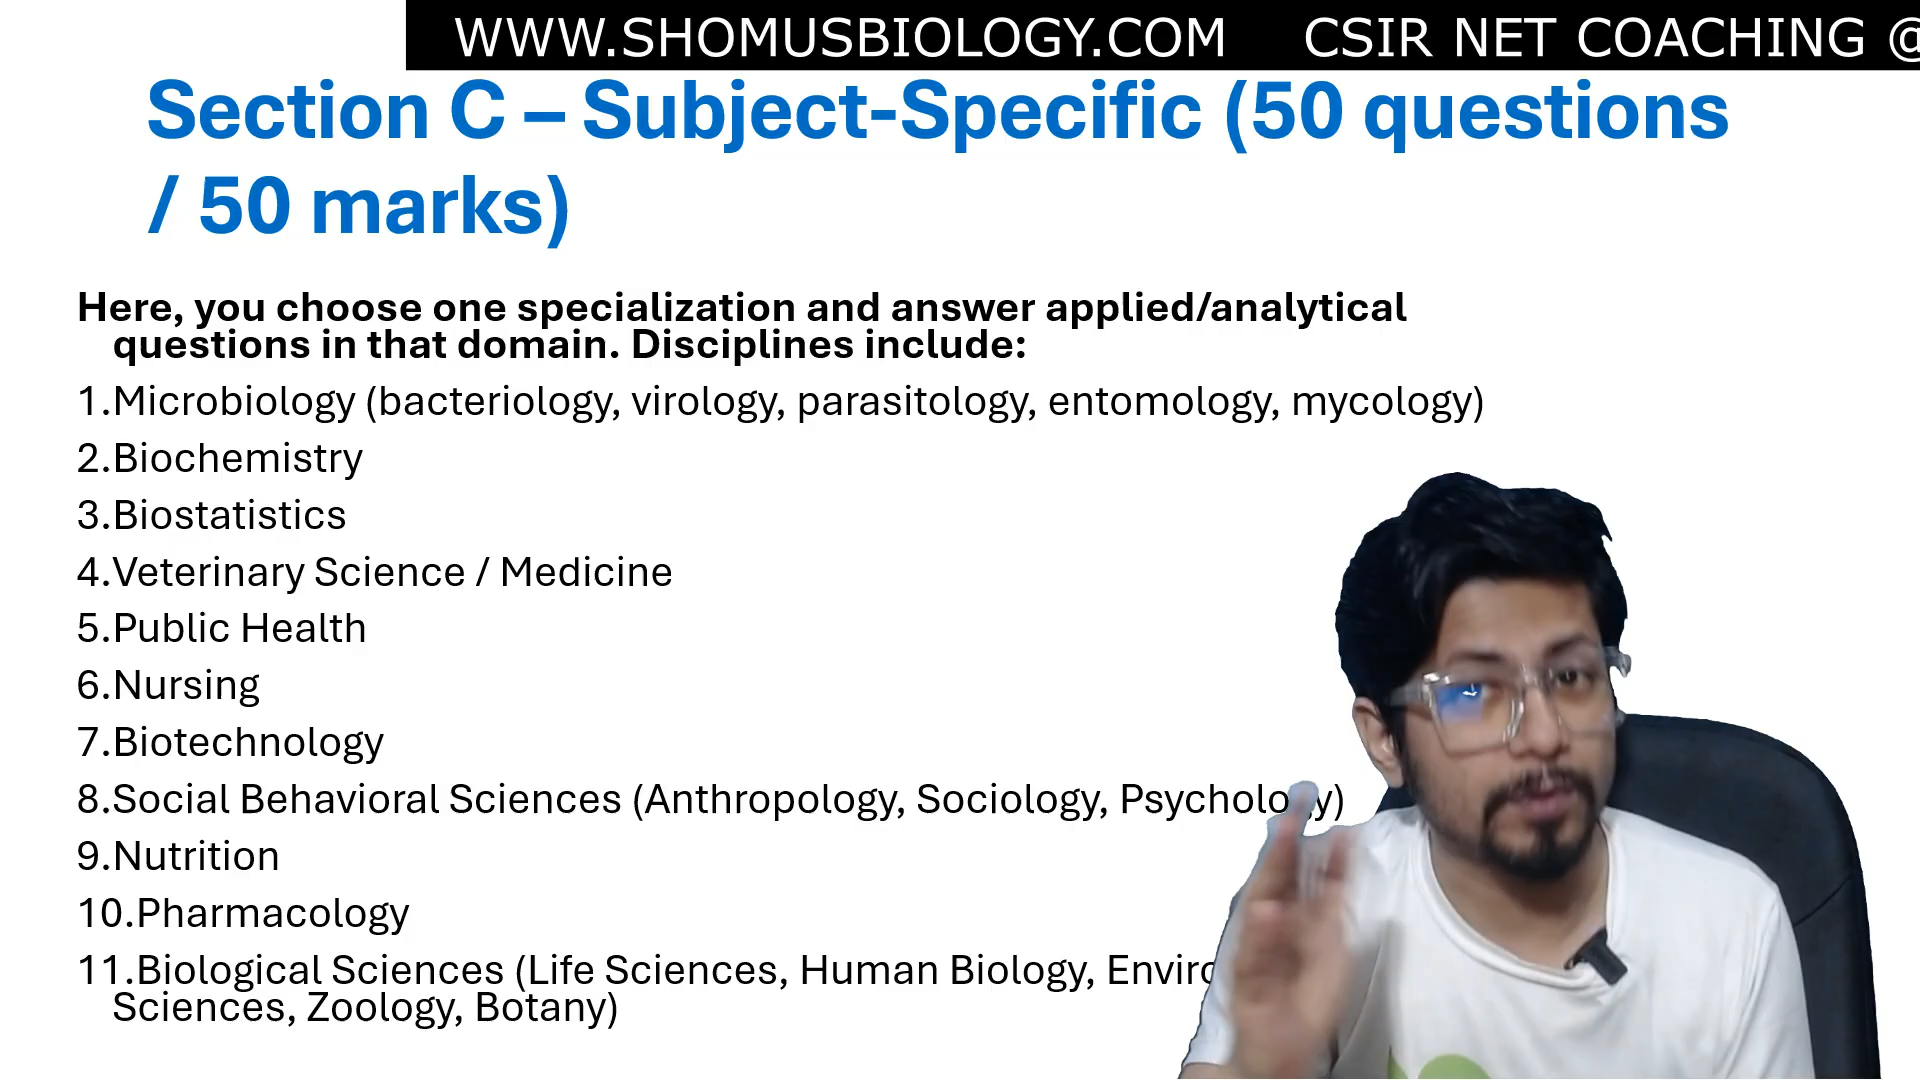 WWW.SHOMUSBIOLOGY.COM CSIR NET COACHING @
Section C – Subject-Specific (50 questions
/ 50 marks)
Here, you choose one specialization and answer applied/analytical
questions in that domain. Disciplines include:
1.Microbiology (bacteriology, virology, parasitology, entomology, mycology)
2.Biochemistry
3.Biostatistics
4.Veterinary Science / Medicine
5.Public Health
6.Nursing
7.Biotechnology
8.Social Behavioral Sciences (Anthropology, Sociology, Psychology)
9.Nutrition
10.Pharmacology
11.Biological Sciences (Life Sciences, Human Biology,
Sciences, Zoology, Botany)